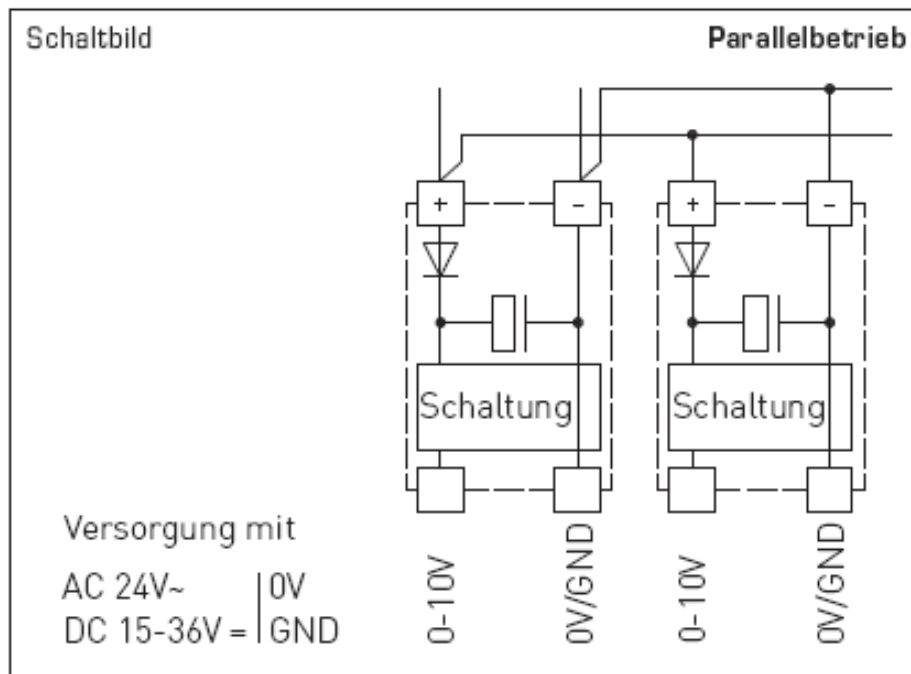 Schaltbild
Parallelbetrieb
+ - + -
Schaltung Schaltung
Versorgung mit
AC 24V~ 0V
DC 15-36V = GND
0-10V
0V/GND
0-10V
0V/GND